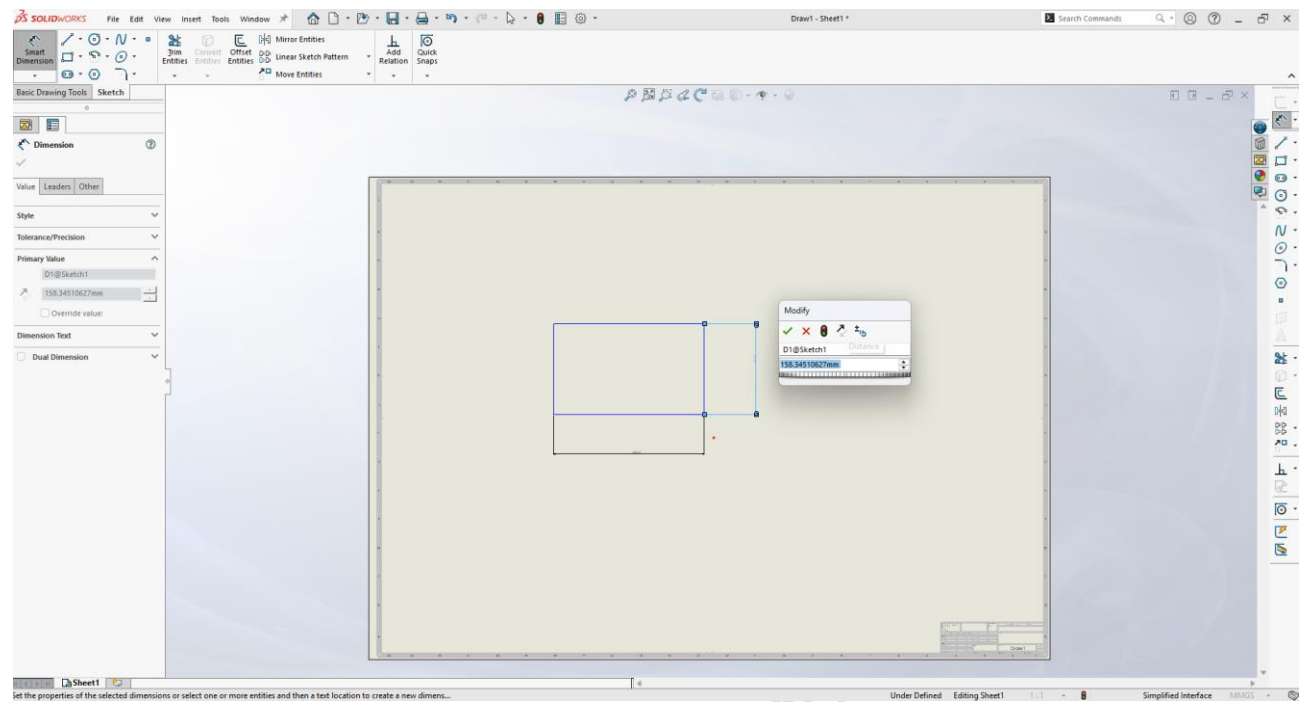 SOLIDWORKS File Edit View Insert Tools Window Draw1 - Sheet1 * Search Commands
Smart Dimension
Trim Entities
Convert Entities
Offset Entities
Mirror Entities
Linear Sketch Pattern
Move Entities
Add Relation
Quick Snaps
Basic Drawing Tools Sketch
Dimension
Value Leaders Other
Style
Tolerance/Precision
Primary Value
D1@Sketch1
158.34510627mm
Override value:
Dimension Text
Dual Dimension
Modify
D1@Sketch1 Distance
158.34510627mm
Draw1
Sheet1
Set the properties of the selected dimensions or select one or more entities and then a text location to create a new dimens... Under Defined Editing Sheet1 1:1 Simplified Interface MMGS